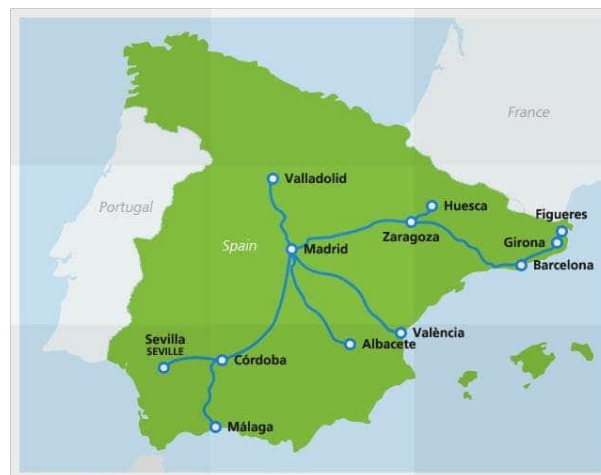 France
Valladolid
Huesca
Portugal
Figueres
Zaragoza
Girona
Spain
Madrid
Barcelona
València
Sevilla
SEVILLE
Albacete
Córdoba
Málaga